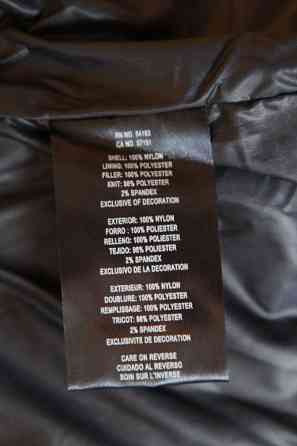 RN NO. 54163
CA NO. 57151
SHELL: 100% NYLON
LINING: 100% POLYESTER
FILLER: 100% POLYESTER
KNIT: 98% POLYESTER
2% SPANDEX
EXCLUSIVE OF DECORATION
EXTERIOR: 100% NYLON
FORRO : 100% POLIESTER
RELLENO: 100% POLIESTER
TEJIDO: 98% POLIESTER
2% SPANDEX
EXCLUSIVO DE LA DECORATION
EXTERIEUR: 100% NYLON
DOUBLURE: 100% POLYESTER
REMPLISSAGE: 100% POLYESTER
TRICOT: 98% POLYESTER
2% SPANDEX
EXCLUSIVITE DE DECORATION
CARE ON REVERSE
CUIDADO AL REVERSO
SOIN SUR L'INVERSE